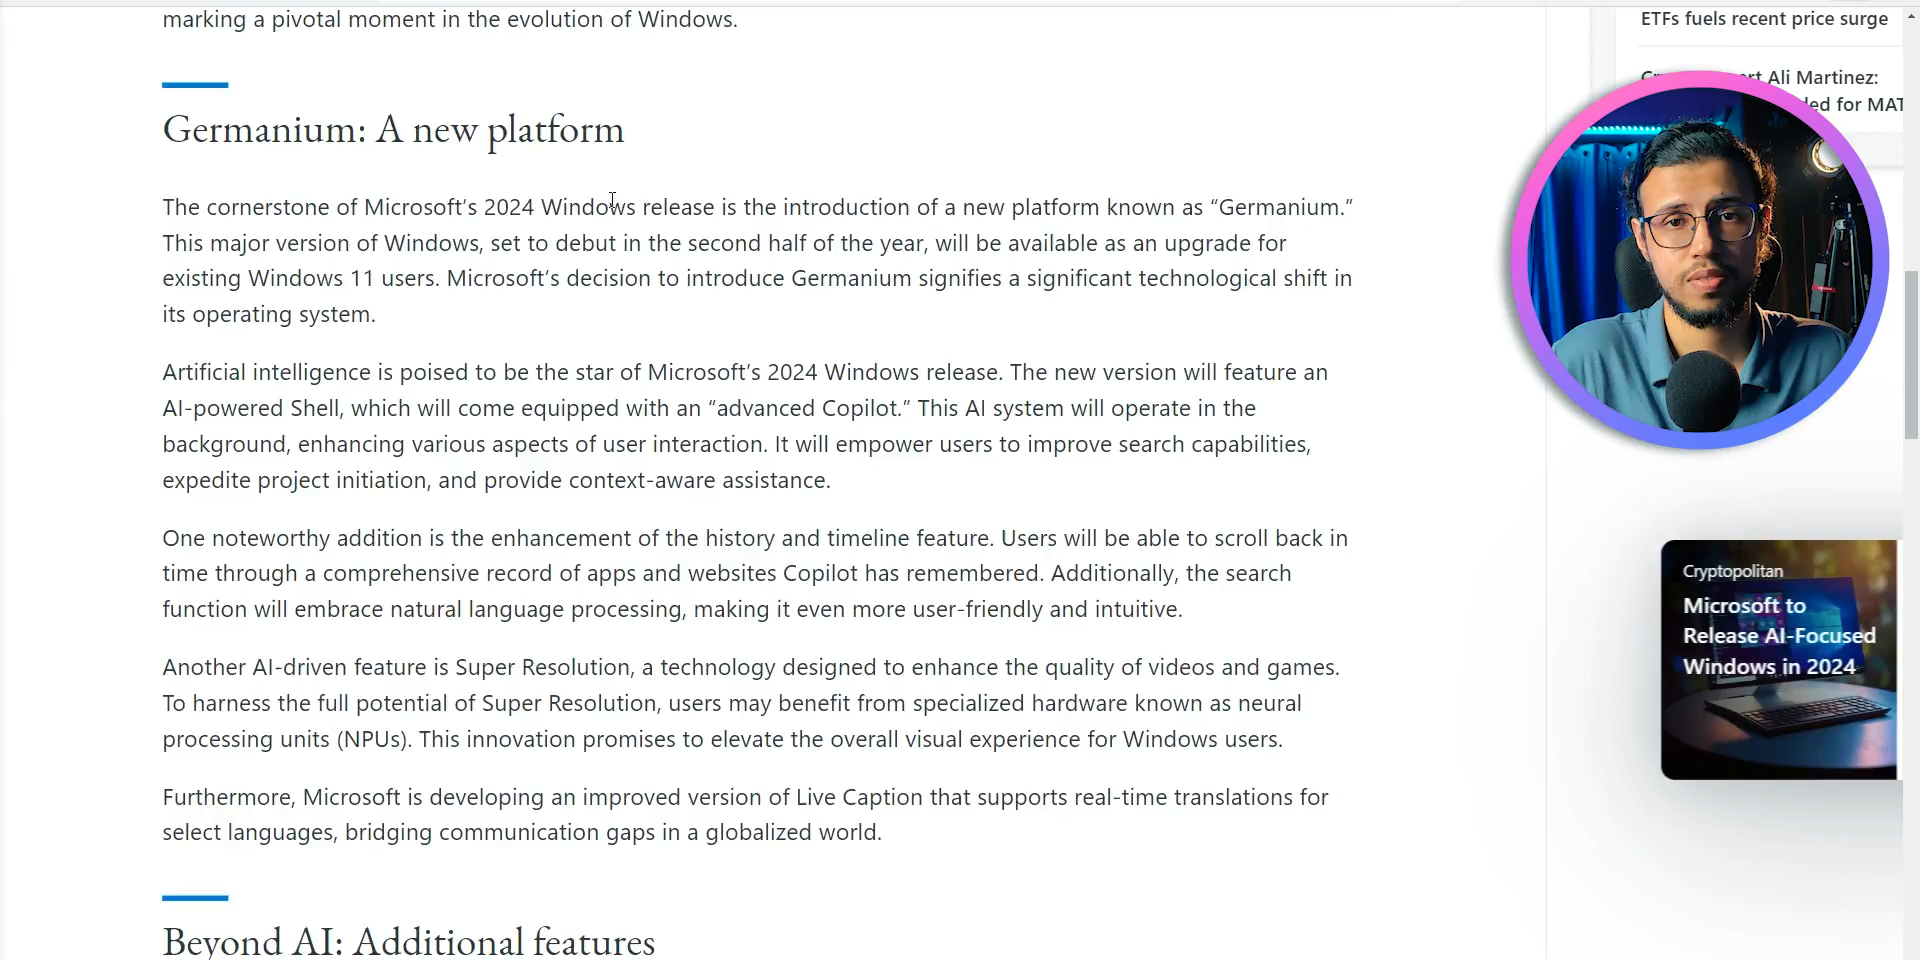 marking a pivotal moment in the evolution of Windows.
Germanium: A new platform
The cornerstone of Microsoft’s 2024 Windows release is the introduction of a new platform known as “Germanium.”
This major version of Windows, set to debut in the second half of the year, will be available as an upgrade for
existing Windows 11 users. Microsoft’s decision to introduce Germanium signifies a significant technological shift in
its operating system.
Artificial intelligence is poised to be the star of Microsoft’s 2024 Windows release. The new version will feature an
AI-powered Shell, which will come equipped with an “advanced Copilot.” This AI system will operate in the
background, enhancing various aspects of user interaction. It will empower users to improve search capabilities,
expedite project initiation, and provide context-aware assistance.
One noteworthy addition is the enhancement of the history and timeline feature. Users will be able to scroll back in
time through a comprehensive record of apps and websites Copilot has remembered. Additionally, the search
function will embrace natural language processing, making it even more user-friendly and intuitive.
Another AI-driven feature is Super Resolution, a technology designed to enhance the quality of videos and games.
To harness the full potential of Super Resolution, users may benefit from specialized hardware known as neural
processing units (NPUs). This innovation promises to elevate the overall visual experience for Windows users.
Furthermore, Microsoft is developing an improved version of Live Caption that supports real-time translations for
select languages, bridging communication gaps in a globalized world.
Beyond AI: Additional features
ETFs fuels recent price surge
Ali Martinez:
for MAT
Cryptopolitan
Microsoft to
Release AI-Focused
Windows in 2024